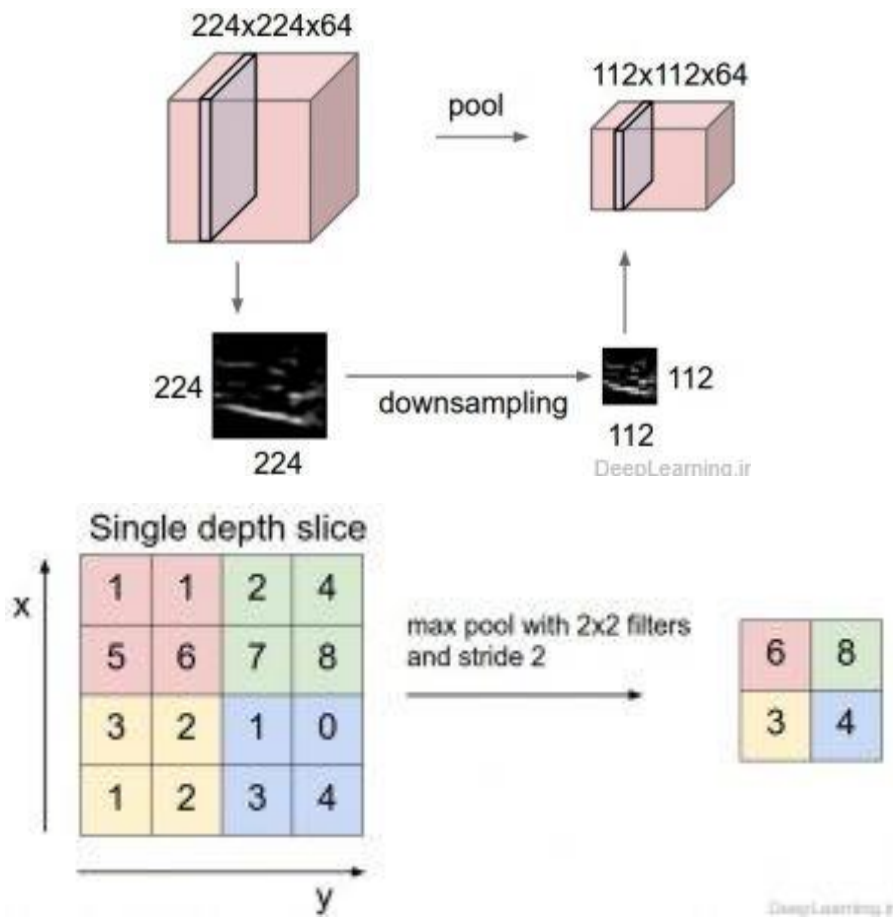 224x224x64
112x112x64
pool
224
downsampling
112
224
112
DeepLearning.ir
Single depth slice
x
1 1 2 4
5 6 7 8
3 2 1 0
1 2 3 4
y
max pool with 2x2 filters
and stride 2
6 8
3 4
DeepLearning.ir